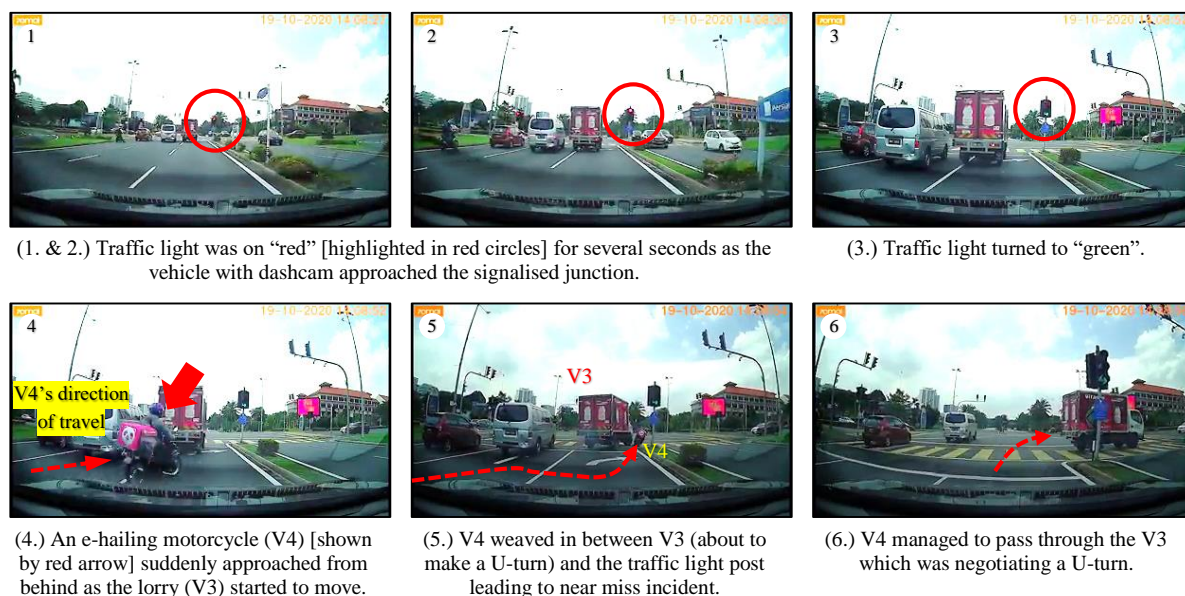 19-10-2020 14:08:27
1
2
3
(1. & 2.) Traffic light was on “red” [highlighted in red circles] for several seconds as the
vehicle with dashcam approached the signalised junction.
(3.) Traffic light turned to “green”.
4
V4’s direction
of travel
5
V3
V4
6
(4.) An e-hailing motorcycle (V4) [shown
by red arrow] suddenly approached from
behind as the lorry (V3) started to move.
(5.) V4 weaved in between V3 (about to
make a U-turn) and the traffic light post
leading to near miss incident.
(6.) V4 managed to pass through the V3
which was negotiating a U-turn.